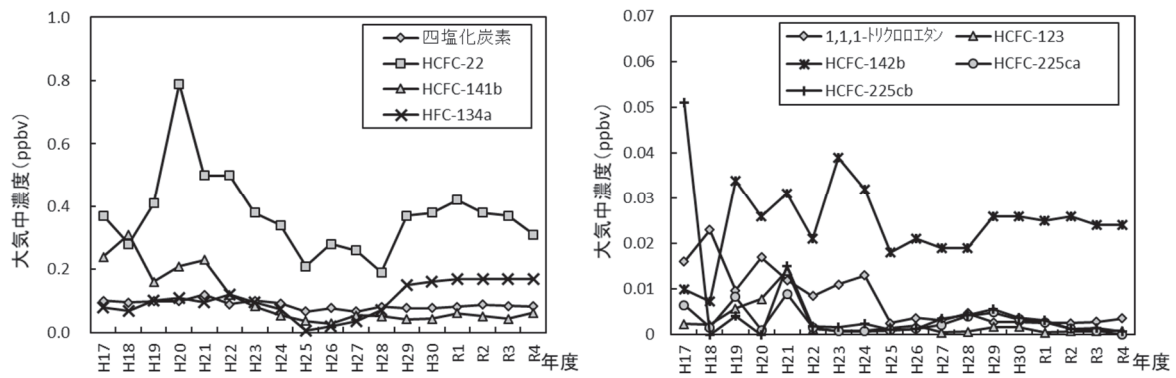 1.0
0.8
0.6
0.4
0.2
0.0
大気中濃度(ppbv)
四塩化炭素
HCFC-22
HCFC-141b
HFC-134a
H17
H18
H19
H20
H21
H22
H23
H24
H25
H26
H27
H28
H29
H30
R1
R2
R3
R4
年度
0.07
0.06
0.05
0.04
0.03
0.02
0.01
0
大気中濃度(ppbv)
1,1,1-トリクロロエタン
HCFC-123
HCFC-142b
HCFC-225ca
HCFC-225cb
H17
H18
H19
H20
H21
H22
H23
H24
H25
H26
H27
H28
H29
H30
R1
R2
R3
R4
年度